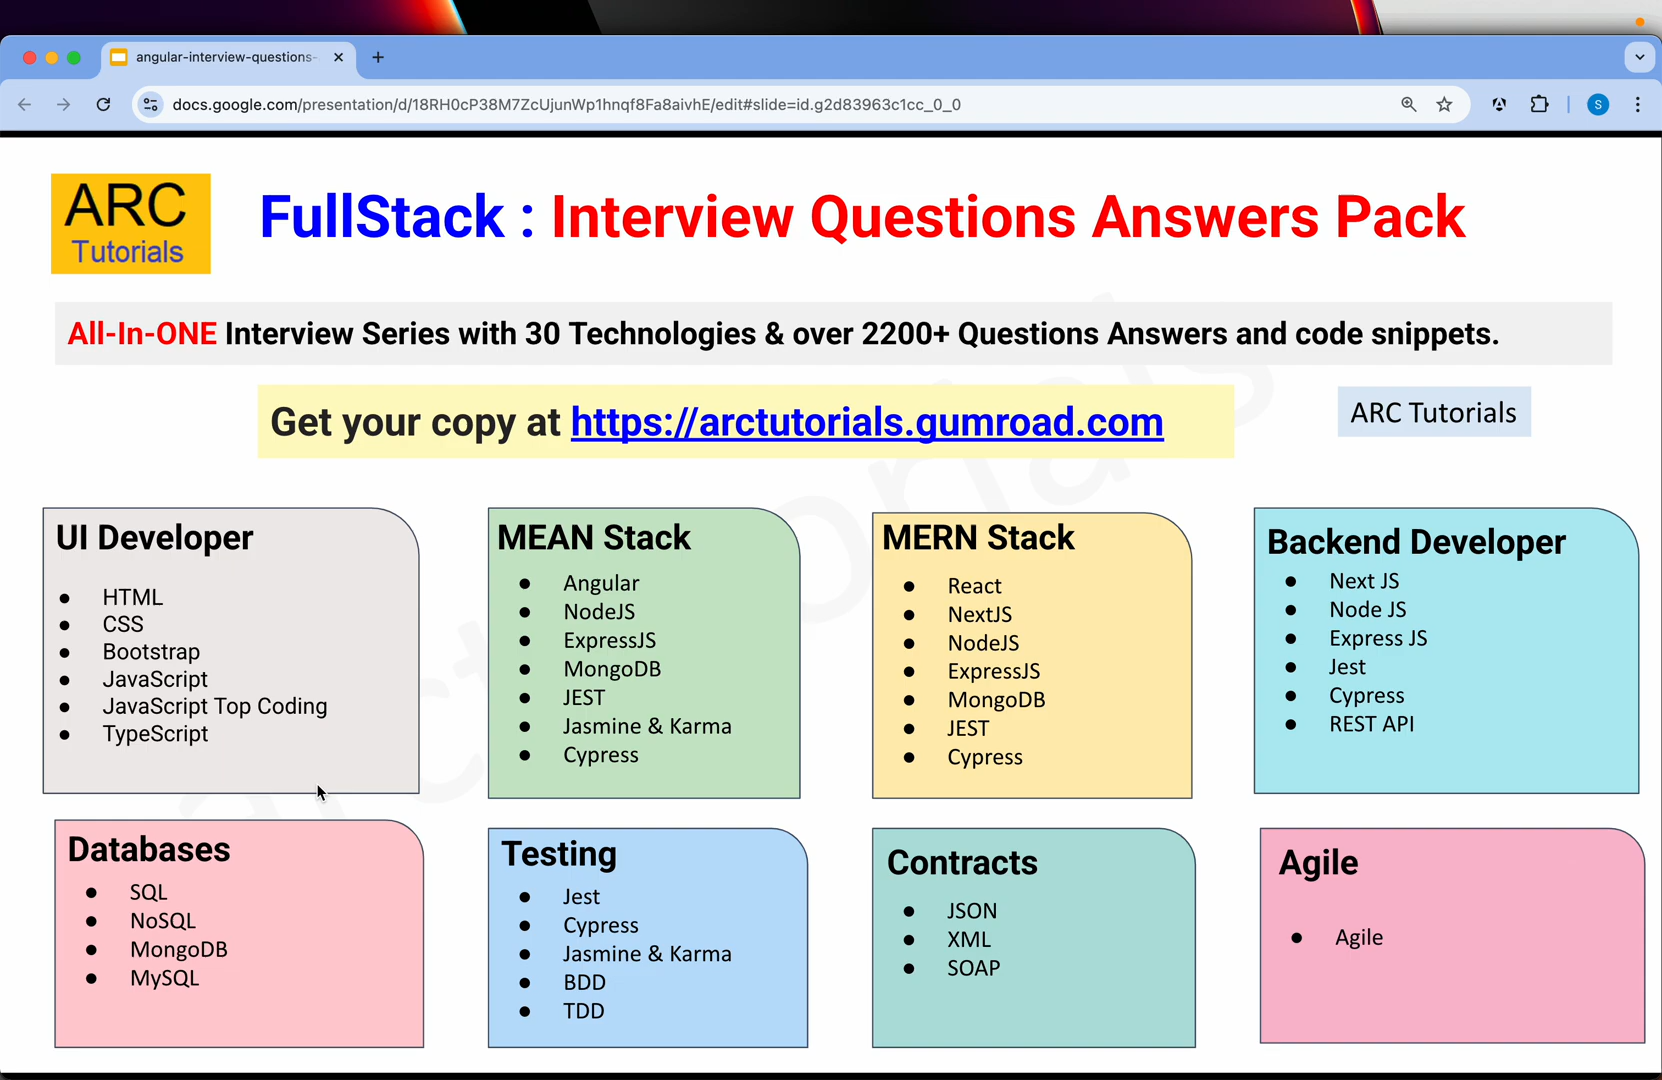 angular-interview-questions-
docs.google.com/presentation/d/18RH0cP38M7ZcUjunWp1hnqf8Fa8aivhE/edit#slide=id.g2d83963c1cc_0_0
S
ARC
Tutorials
FullStack : Interview Questions Answers Pack
All-In-ONE Interview Series with 30 Technologies & over 2200+ Questions Answers and code snippets.
Get your copy at https://arctutorials.gumroad.com
ARC Tutorials
UI Developer
● HTML
● CSS
● Bootstrap
● JavaScript
● JavaScript Top Coding
● TypeScript
MEAN Stack
● Angular
● NodeJS
● ExpressJS
● MongoDB
● JEST
● Jasmine & Karma
● Cypress
MERN Stack
● React
● NextJS
● NodeJS
● ExpressJS
● MongoDB
● JEST
● Cypress
Backend Developer
● Next JS
● Node JS
● Express JS
● Jest
● Cypress
● REST API
Databases
● SQL
● NoSQL
● MongoDB
● MySQL
Testing
● Jest
● Cypress
● Jasmine & Karma
● BDD
● TDD
Contracts
● JSON
● XML
● SOAP
Agile
● Agile
arc tutorials